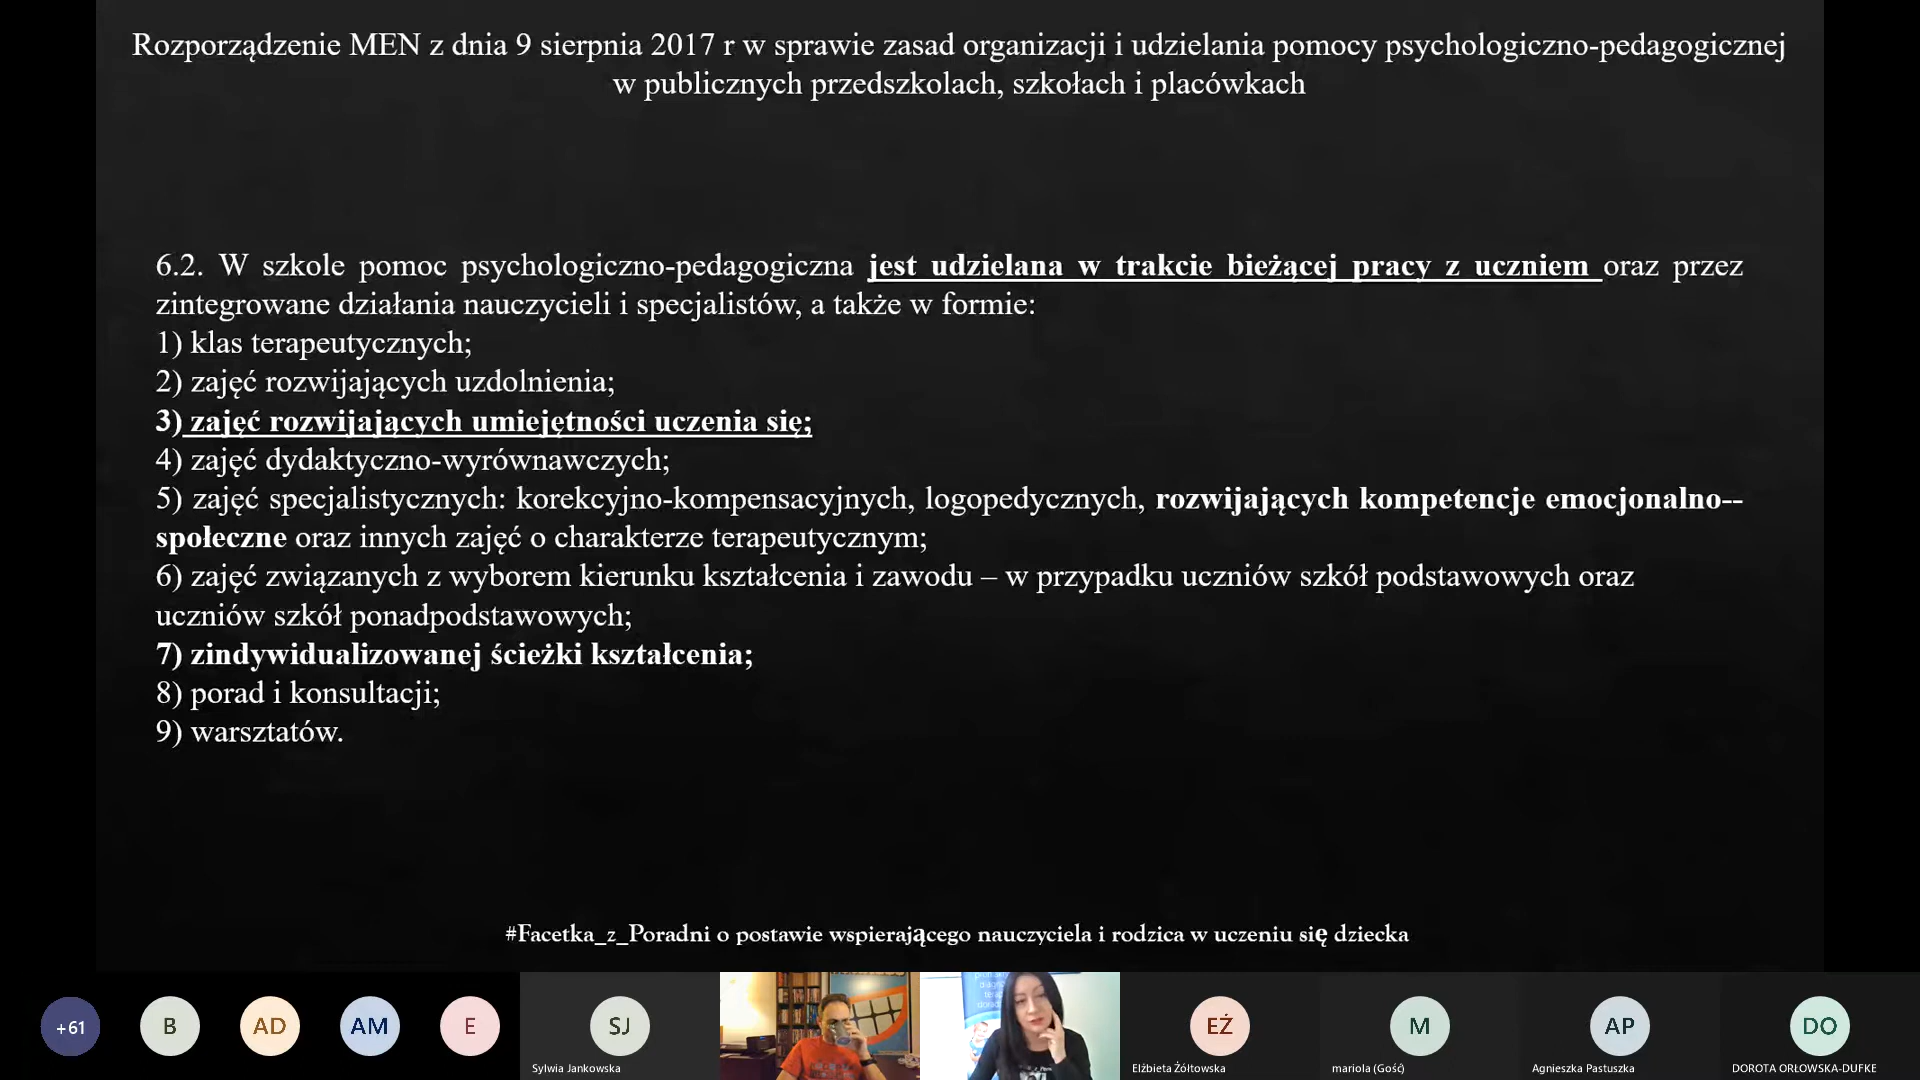 Rozporządzenie MEN z dnia 9 sierpnia 2017 r w sprawie zasad organizacji i udzielania pomocy psychologiczno-pedagogicznej
w publicznych przedszkolach, szkołach i placówkach
6.2. W szkole pomoc psychologiczno-pedagogiczna jest udzielana w trakcie bieżącej pracy z uczniem oraz przez
zintegrowane działania nauczycieli i specjalistów, a także w formie:
1) klas terapeutycznych;
2) zajęć rozwijających uzdolnienia;
3) zajęć rozwijających umiejętności uczenia się;
4) zajęć dydaktyczno-wyrównawczych;
5) zajęć specjalistycznych: korekcyjno-kompensacyjnych, logopedycznych, rozwijających kompetencje emocjonalno--
społeczne oraz innych zajęć o charakterze terapeutycznym;
6) zajęć związanych z wyborem kierunku kształcenia i zawodu – w przypadku uczniów szkół podstawowych oraz
uczniów szkół ponadpodstawowych;
7) zindywidualizowanej ścieżki kształcenia;
8) porad i konsultacji;
9) warsztatów.
#Facetka_z_Poradni o postawie wspierającego nauczyciela i rodzica w uczeniu się dziecka
+61
B
AD
AM
E
SJ
Sylwia Jankowska
EŻ
Elżbieta Żółtowska
M
mariola (Gość)
AP
Agnieszka Pastuszka
DO
DOROTA ORŁOWSKA-DUFKE